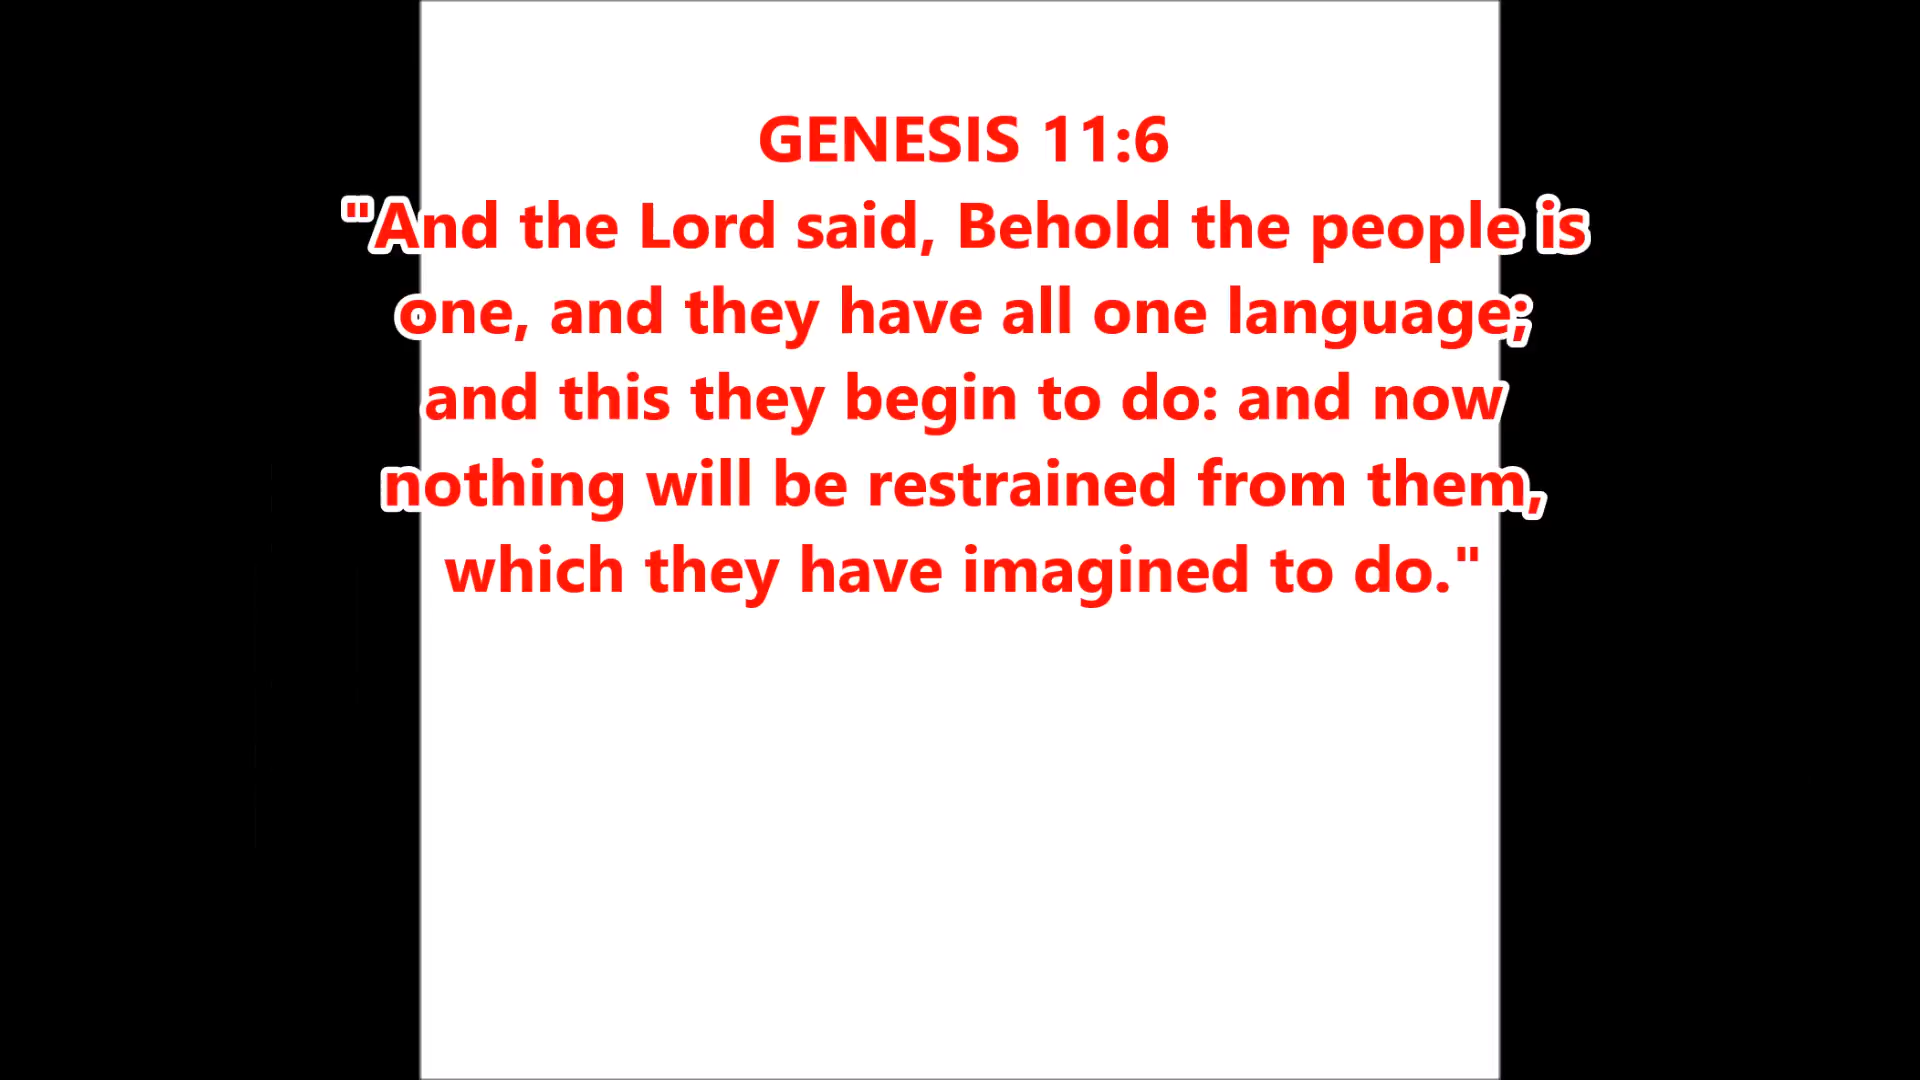 GENESIS 11:6
"And the Lord said, Behold the people is
one, and they have all one language;
and this they begin to do: and now
nothing will be restrained from them,
which they have imagined to do."